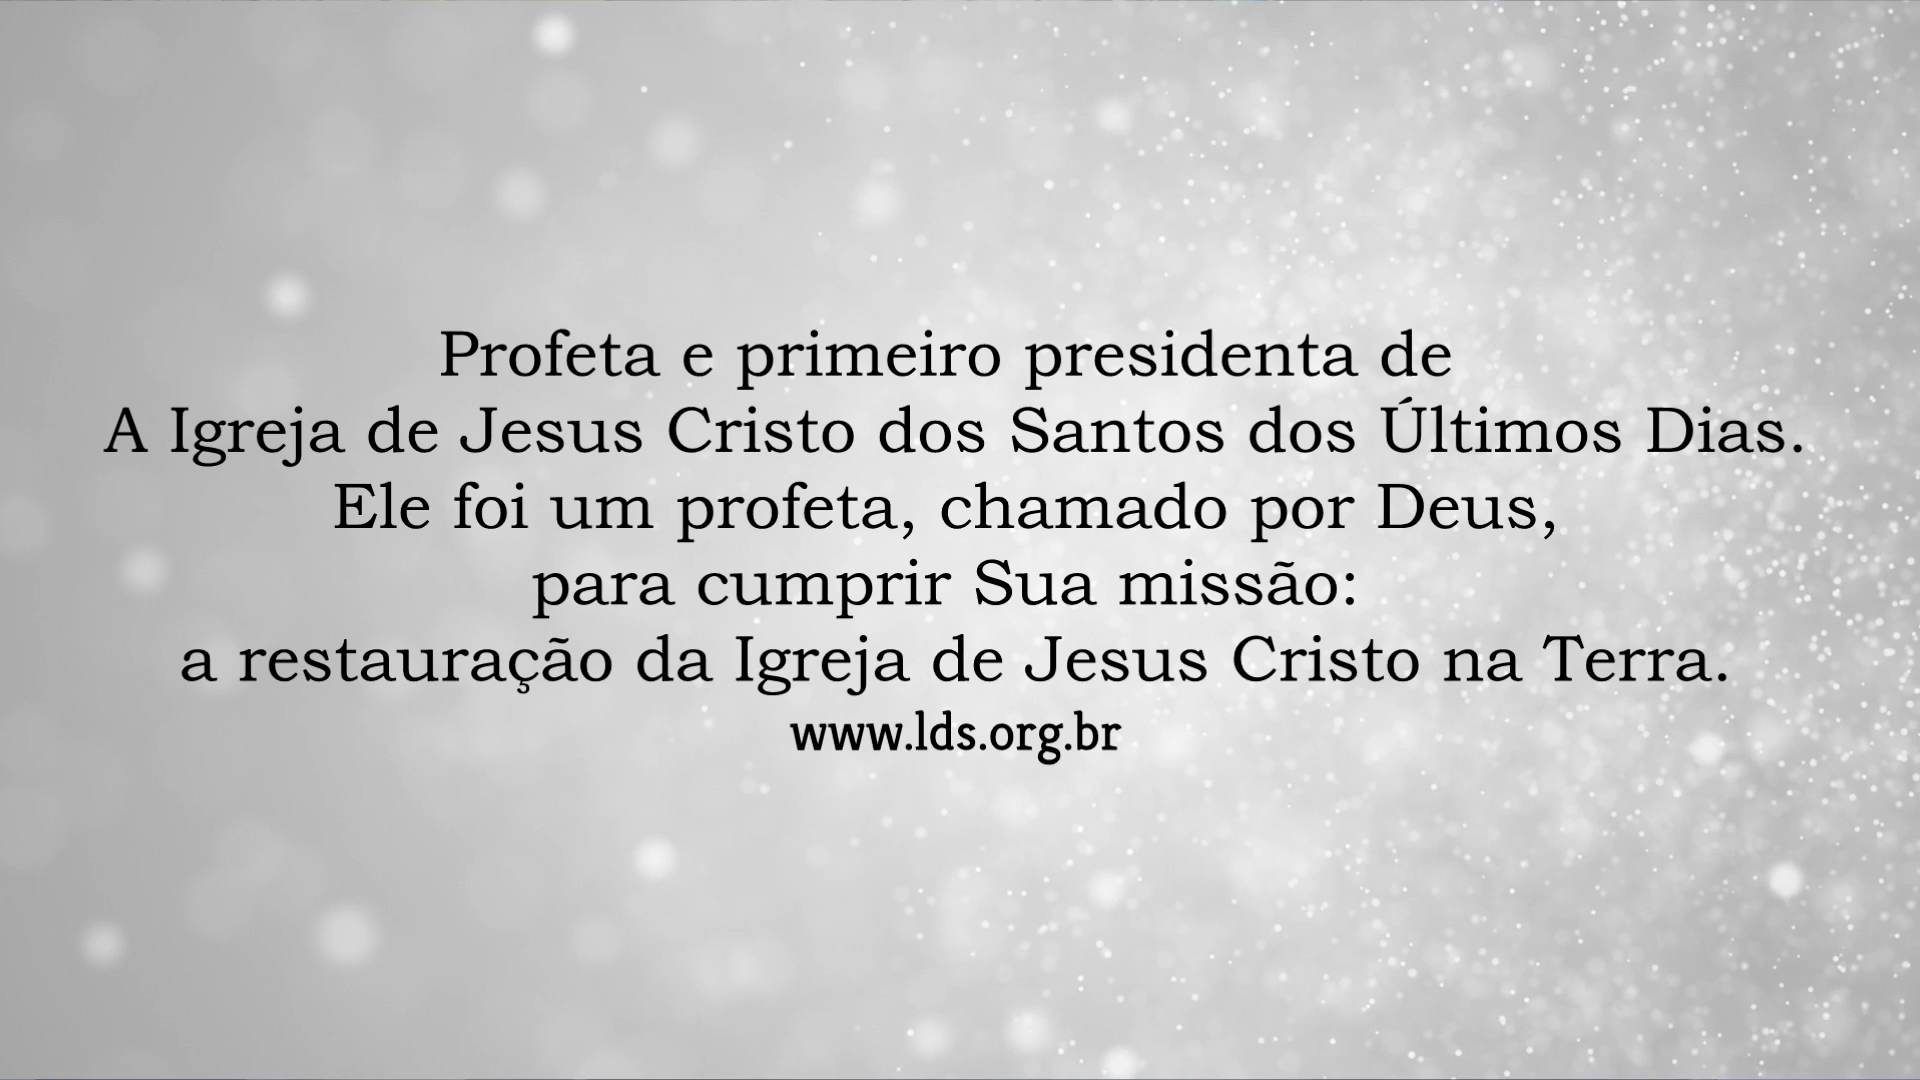 Profeta e primeiro presidenta de
A Igreja de Jesus Cristo dos Santos dos Últimos Dias.
Ele foi um profeta, chamado por Deus,
para cumprir Sua missão:
a restauração da Igreja de Jesus Cristo na Terra.
www.lds.org.br